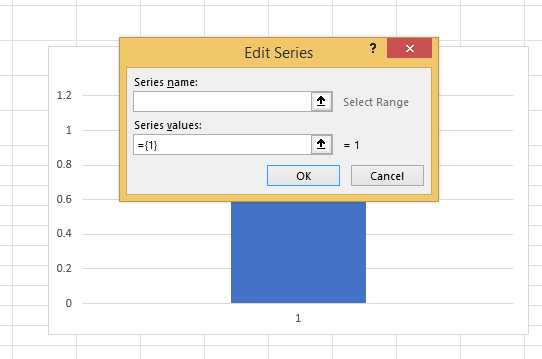 Edit Series
?
Series name:
Select Range
Series values:
={1}
= 1
OK
Cancel
1.2
1
0.8
0.6
0.4
0.2
0
1